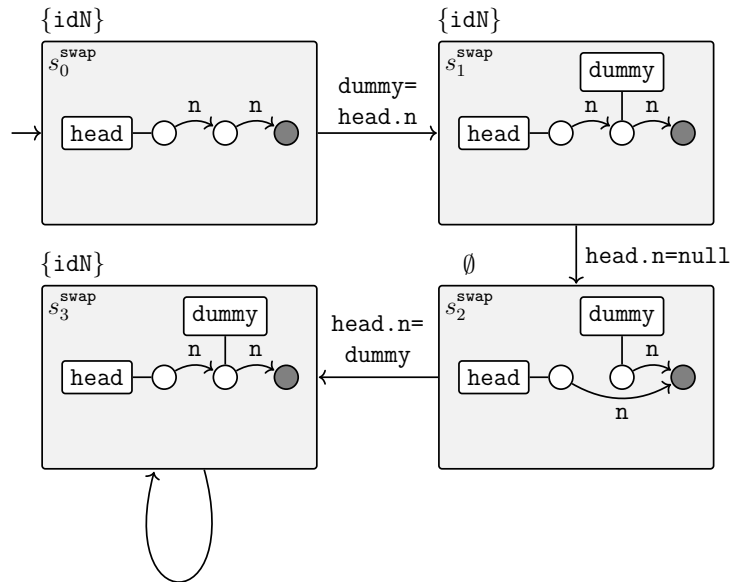 {idN}
s_0^swap
head
n
n
dummy=
head.n
{idN}
s_1^swap
dummy
head
n
n
head.n=null
∅
s_2^swap
dummy
head
n
n
head.n=
dummy
{idN}
s_3^swap
dummy
head
n
n